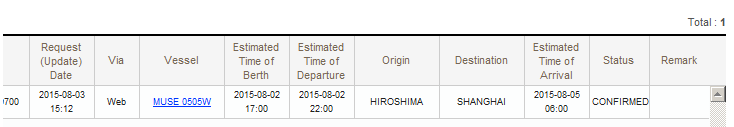 Total : 1
Request (Update) Date Via Vessel Estimated Time of Berth Estimated Time of Departure Origin Destination Estimated Time of Arrival Status Remark
0700 2015-08-03 15:12 Web MUSE 0505W 2015-08-02 17:00 2015-08-02 22:00 HIROSHIMA SHANGHAI 2015-08-05 06:00 CONFIRMED